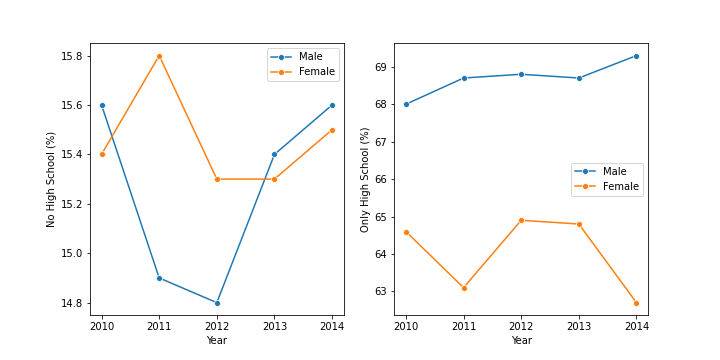 No High School (%)
15.8
15.6
15.4
15.2
15.0
14.8
2010 2011 2012 2013 2014
Year
Male
Female
Only High School (%)
69
68
67
66
65
64
63
2010 2011 2012 2013 2014
Year
Male
Female